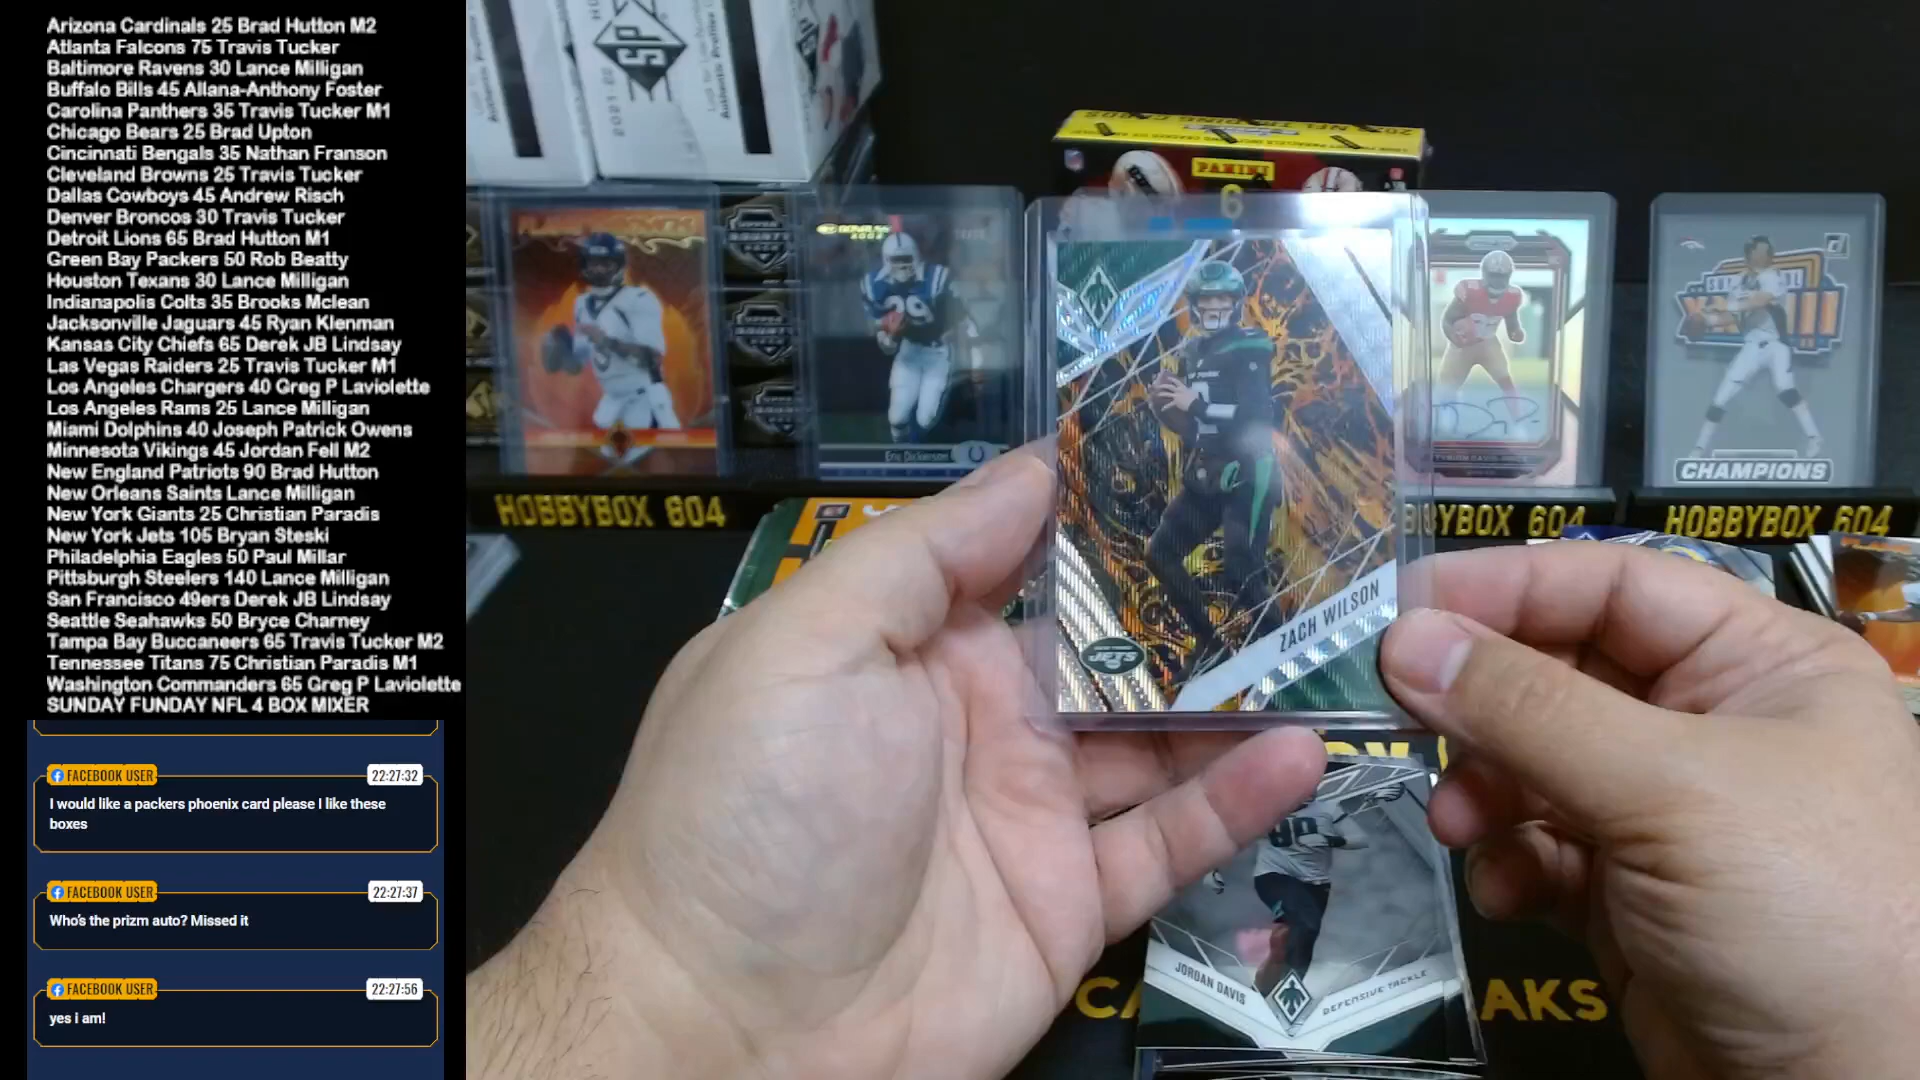 Arizona Cardinals 25 Brad Hutton M2
Atlanta Falcons 75 Travis Tucker
Baltimore Ravens 30 Lance Milligan
Buffalo Bills 45 Allana-Anthony Foster
Carolina Panthers 35 Travis Tucker M1
Chicago Bears 25 Brad Upton
Cincinnati Bengals 35 Nathan Franson
Cleveland Browns 25 Travis Tucker
Dallas Cowboys 45 Andrew Risch
Denver Broncos 30 Travis Tucker
Detroit Lions 65 Brad Hutton M1
Green Bay Packers 50 Rob Beatty
Houston Texans 30 Lance Milligan
Indianapolis Colts 35 Brooks Mclean
Jacksonville Jaguars 45 Ryan Klenman
Kansas City Chiefs 65 Derek JB Lindsay
Las Vegas Raiders 25 Travis Tucker M1
Los Angeles Chargers 40 Greg P Laviolette
Los Angeles Rams 25 Lance Milligan
Miami Dolphins 40 Joseph Patrick Owens
Minnesota Vikings 45 Jordan Fell M2
New England Patriots 90 Brad Hutton
New Orleans Saints Lance Milligan
New York Giants 25 Christian Paradis
New York Jets 105 Bryan Steski
Philadelphia Eagles 50 Paul Millar
Pittsburgh Steelers 140 Lance Milligan
San Francisco 49ers Derek JB Lindsay
Seattle Seahawks 50 Bryce Charney
Tampa Bay Buccaneers 65 Travis Tucker M2
Tennessee Titans 75 Christian Paradis M1
Washington Commanders 65 Greg P Laviolette
SUNDAY FUNDAY NFL 4 BOX MIXER
FACEBOOK USER 22:27:32
I would like a packers phoenix card please I like these
boxes
FACEBOOK USER 22:27:37
Who's the prizm auto? Missed it
FACEBOOK USER 22:27:56
yes i am!
SP
PANINI
6
Eric Dickerson
CHAMPIONS
HOBBYBOX 604
BYBOX 604
HOBBYBOX 604
2
ZACH WILSON
JETS
JORDAN DAVIS
DEFENSIVE TACKLE
AKS